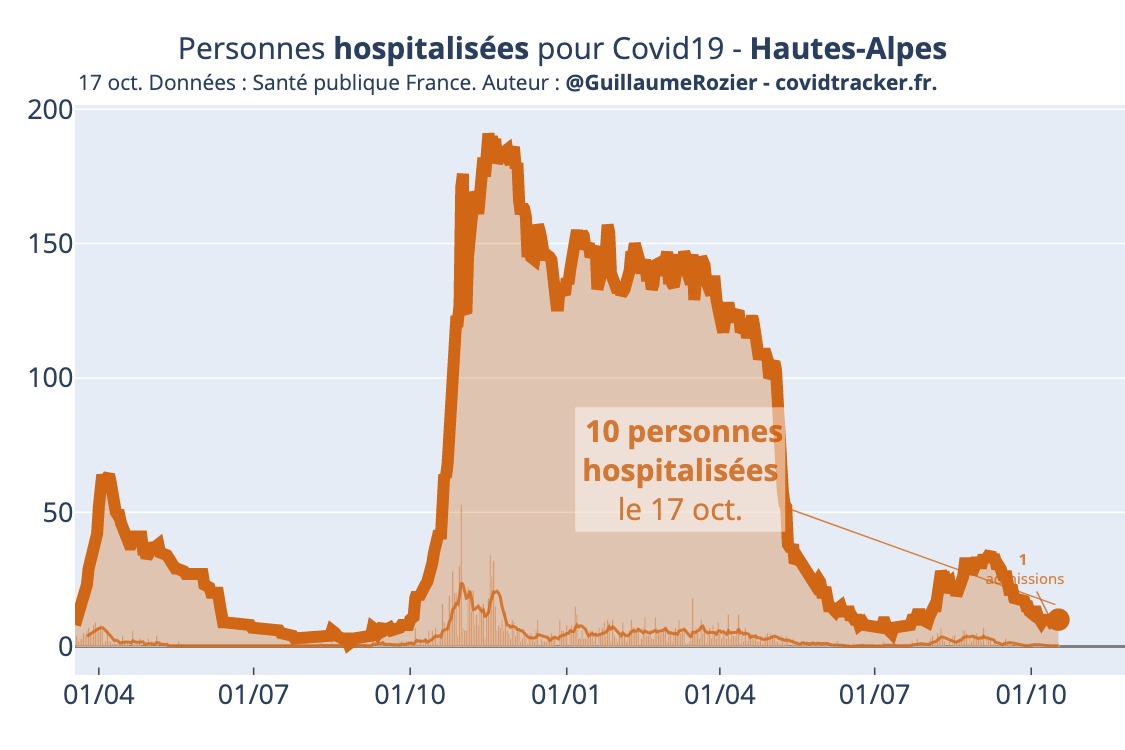 Personnes hospitalisées pour Covid19 - Hautes-Alpes
17 oct. Données : Santé publique France. Auteur : @GuillaumeRozier - covidtracker.fr.
200
150
100
50
0
10 personnes
hospitalisées
le 17 oct.
1
admissions
01/04 01/07 01/10 01/01 01/04 01/07 01/10